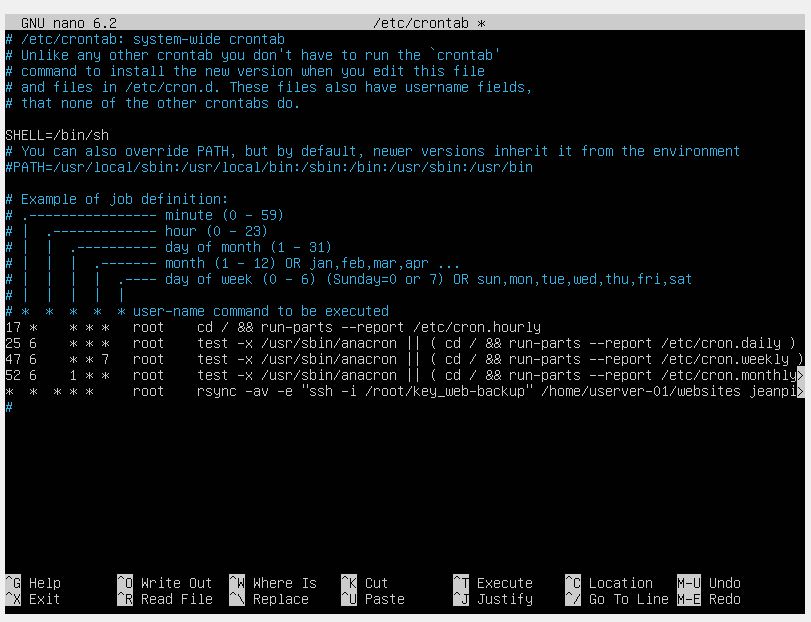 GNU nano 6.2 /etc/crontab *
# /etc/crontab: system-wide crontab
# Unlike any other crontab you don't have to run the `crontab'
# command to install the new version when you edit this file
# and files in /etc/cron.d. These files also have username fields,
# that none of the other crontabs do.

SHELL=/bin/sh
# You can also override PATH, but by default, newer versions inherit it from the environment
#PATH=/usr/local/sbin:/usr/local/bin:/sbin:/bin:/usr/sbin:/usr/bin

# Example of job definition:
# .---------------- minute (0 - 59)
# |  .------------- hour (0 - 23)
# |  |  .---------- day of month (1 - 31)
# |  |  |  .------- month (1 - 12) OR jan,feb,mar,apr ...
# |  |  |  |  .---- day of week (0 - 6) (Sunday=0 or 7) OR sun,mon,tue,wed,thu,fri,sat
# |  |  |  |  |
# *  *  *  *  * user-name command to be executed
17 *    * * *   root    cd / && run-parts --report /etc/cron.hourly
25 6    * * *   root    test -x /usr/sbin/anacron || ( cd / && run-parts --report /etc/cron.daily )
47 6    * * 7   root    test -x /usr/sbin/anacron || ( cd / && run-parts --report /etc/cron.weekly )
52 6    1 * *   root    test -x /usr/sbin/anacron || ( cd / && run-parts --report /etc/cron.monthly>
*  *  * * *     root    rsync -av -e "ssh -i /root/key_web-backup" /home/userver-01/websites jeanpi>
#
^G Help ^O Write Out ^W Where Is ^K Cut ^T Execute ^C Location M-U Undo
^X Exit ^R Read File ^\ Replace ^U Paste ^J Justify ^/ Go To Line M-E Redo